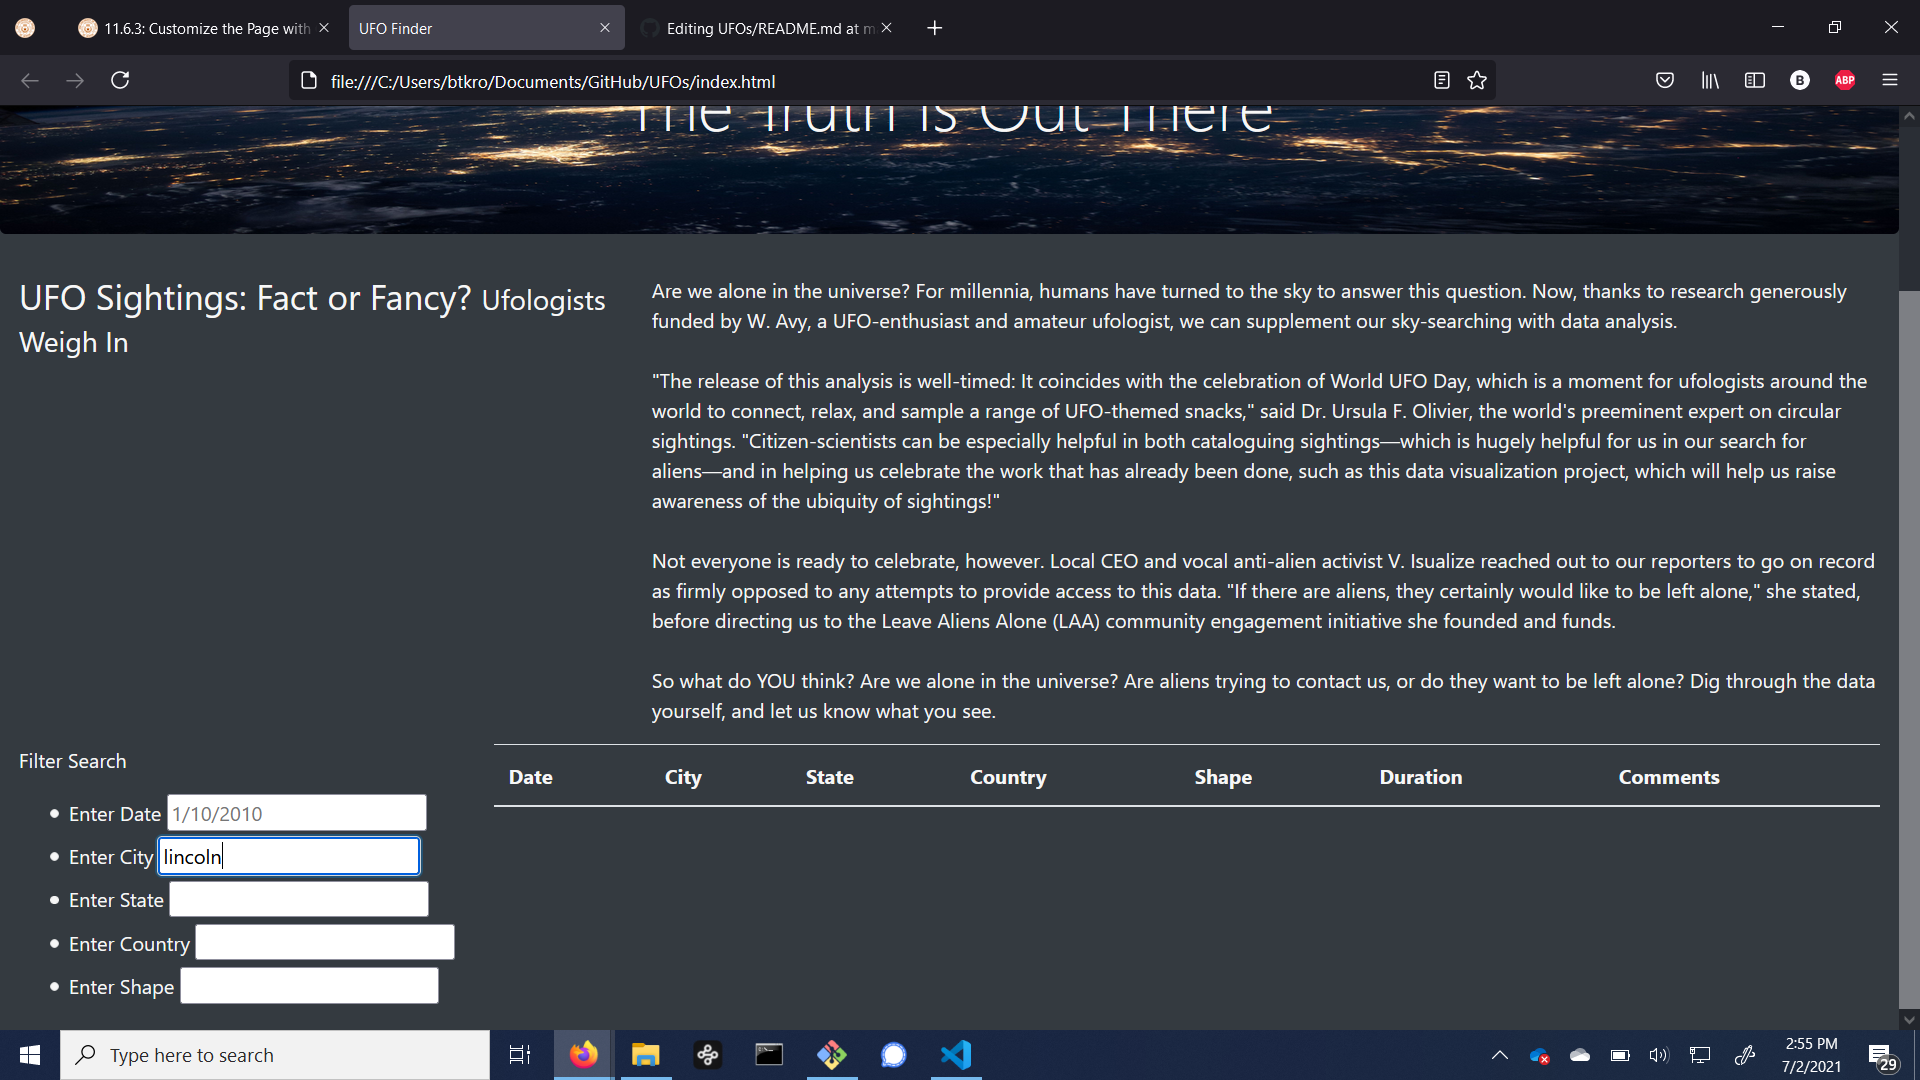 11.6.3: Customize the Page with
UFO Finder
Editing UFOs/README.md at m
file:///C:/Users/btkro/Documents/GitHub/UFOs/index.html
B
ABP
The Truth Is Out There
UFO Sightings: Fact or Fancy? Ufologists
Weigh In
Are we alone in the universe? For millennia, humans have turned to the sky to answer this question. Now, thanks to research generously
funded by W. Avy, a UFO-enthusiast and amateur ufologist, we can supplement our sky-searching with data analysis.
"The release of this analysis is well-timed: It coincides with the celebration of World UFO Day, which is a moment for ufologists around the
world to connect, relax, and sample a range of UFO-themed snacks," said Dr. Ursula F. Olivier, the world's preeminent expert on circular
sightings. "Citizen-scientists can be especially helpful in both cataloguing sightings—which is hugely helpful for us in our search for
aliens—and in helping us celebrate the work that has already been done, such as this data visualization project, which will help us raise
awareness of the ubiquity of sightings!"
Not everyone is ready to celebrate, however. Local CEO and vocal anti-alien activist V. Isualize reached out to our reporters to go on record
as firmly opposed to any attempts to provide access to this data. "If there are aliens, they certainly would like to be left alone," she stated,
before directing us to the Leave Aliens Alone (LAA) community engagement initiative she founded and funds.
So what do YOU think? Are we alone in the universe? Are aliens trying to contact us, or do they want to be left alone? Dig through the data
yourself, and let us know what you see.
Filter Search
Enter Date 1/10/2010
Enter City lincoln
Enter State
Enter Country
Enter Shape
Date City State Country Shape Duration Comments
Type here to search
2:55 PM
7/2/2021
29